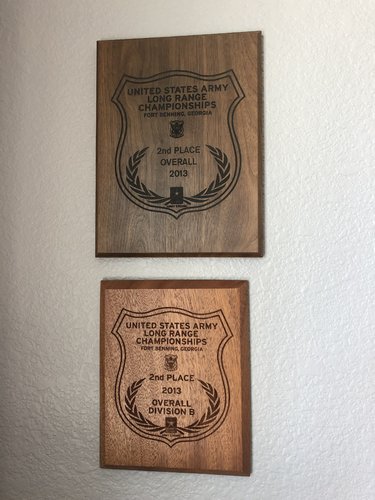 UNITED STATES ARMY
LONG RANGE
CHAMPIONSHIPS
FORT BENNING, GEORGIA
2nd PLACE
OVERALL
2013
UNITED STATES ARMY
LONG RANGE
CHAMPIONSHIPS
FORT BENNING, GEORGIA
2nd PLACE
2013
OVERALL
DIVISION B